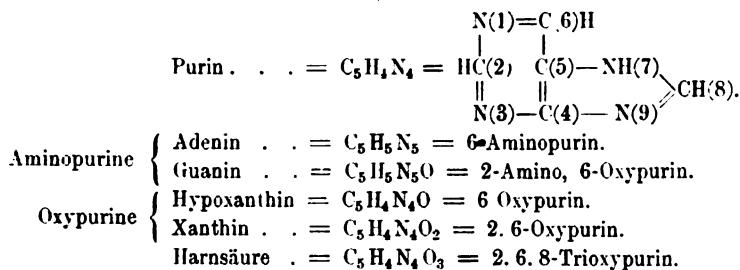 N(1)=C 6)H
Purin . . . = C₅H₄N₄ = HC(2) C(5)—NH(7)
CH(8).
N(3)—C(4)—N(9)
Aminopurine { Adenin . . = C₅H₅N₅ = 6-Aminopurin.
Guanin . . = C₅H₅N₅O = 2-Amino, 6-Oxypurin.
Oxypurine { Hypoxanthin = C₅H₄N₄O = 6 Oxypurin.
Xanthin . . = C₅H₄N₄O₂ = 2. 6-Oxypurin.
Harnsäure . = C₅H₄N₄O₃ = 2. 6. 8-Trioxypurin.